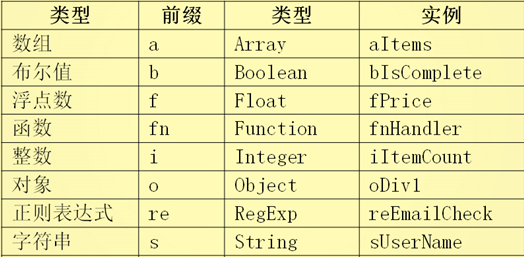 类型 前缀 类型 实例
数组 a Array aItems
布尔值 b Boolean bIsComplete
浮点数 f Float fPrice
函数 fn Function fnHandler
整数 i Integer iItemCount
对象 o Object oDiv1
正则表达式 re RegExp reEmailCheck
字符串 s String sUserName